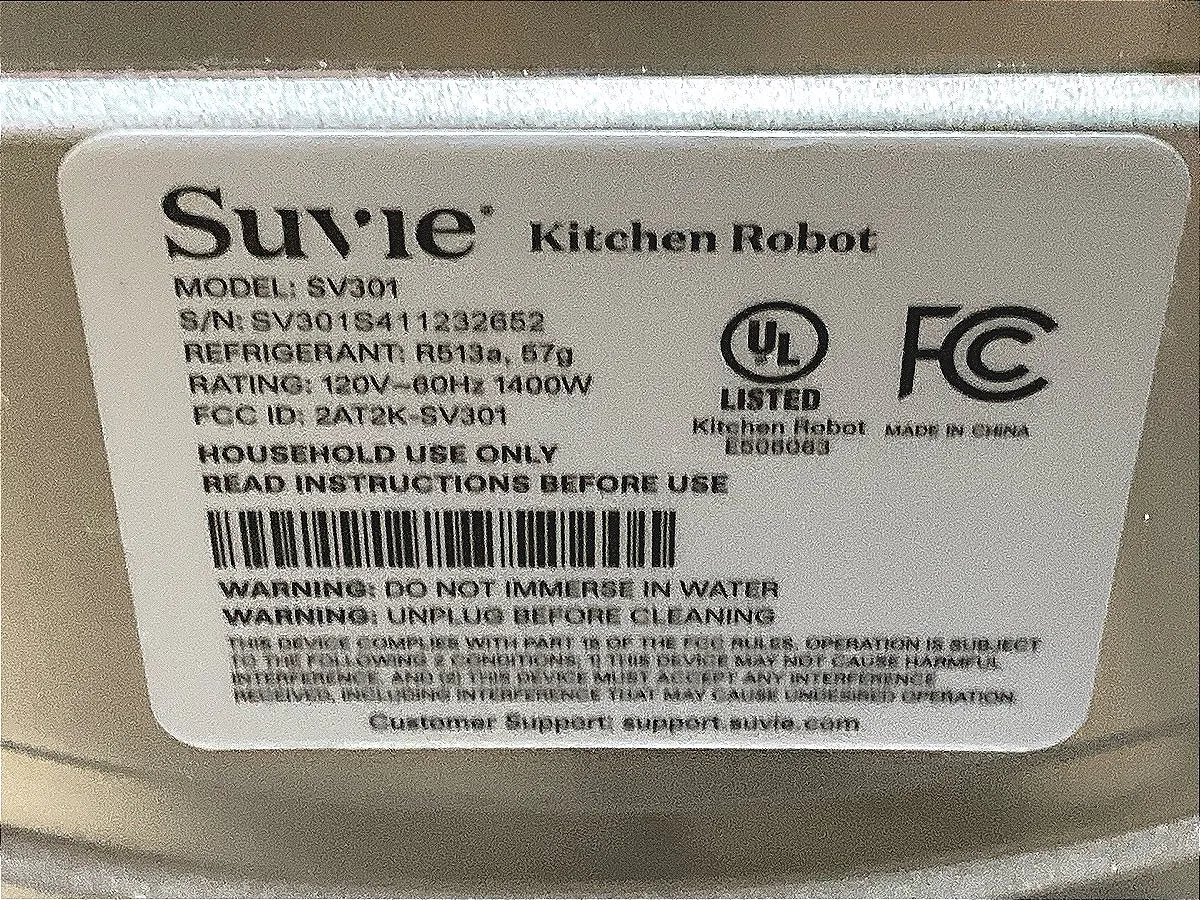 Suvie Kitchen Robot
MODEL: SV301
S/N: SV301S411232652
REFRIGERANT: R513a, 57g
RATING: 120V~60Hz 1400W
FCC ID: 2AT2K-SV301
HOUSEHOLD USE ONLY
READ INSTRUCTIONS BEFORE USE
UL
LISTED
Kitchen Robot
E506063
FCC
MADE IN CHINA
WARNING: DO NOT IMMERSE IN WATER
WARNING: UNPLUG BEFORE CLEANING
THIS DEVICE COMPLIES WITH PART 15 OF THE FCC RULES. OPERATION IS SUBJECT
TO THE FOLLOWING 2 CONDITIONS: 1) THIS DEVICE MAY NOT CAUSE HARMFUL
INTERFERENCE, AND (2) THIS DEVICE MUST ACCEPT ANY INTERFERENCE
RECEIVED, INCLUDING INTERFERENCE THAT MAY CAUSE UNDESIRED OPERATION.
Customer Support: support.suvie.com